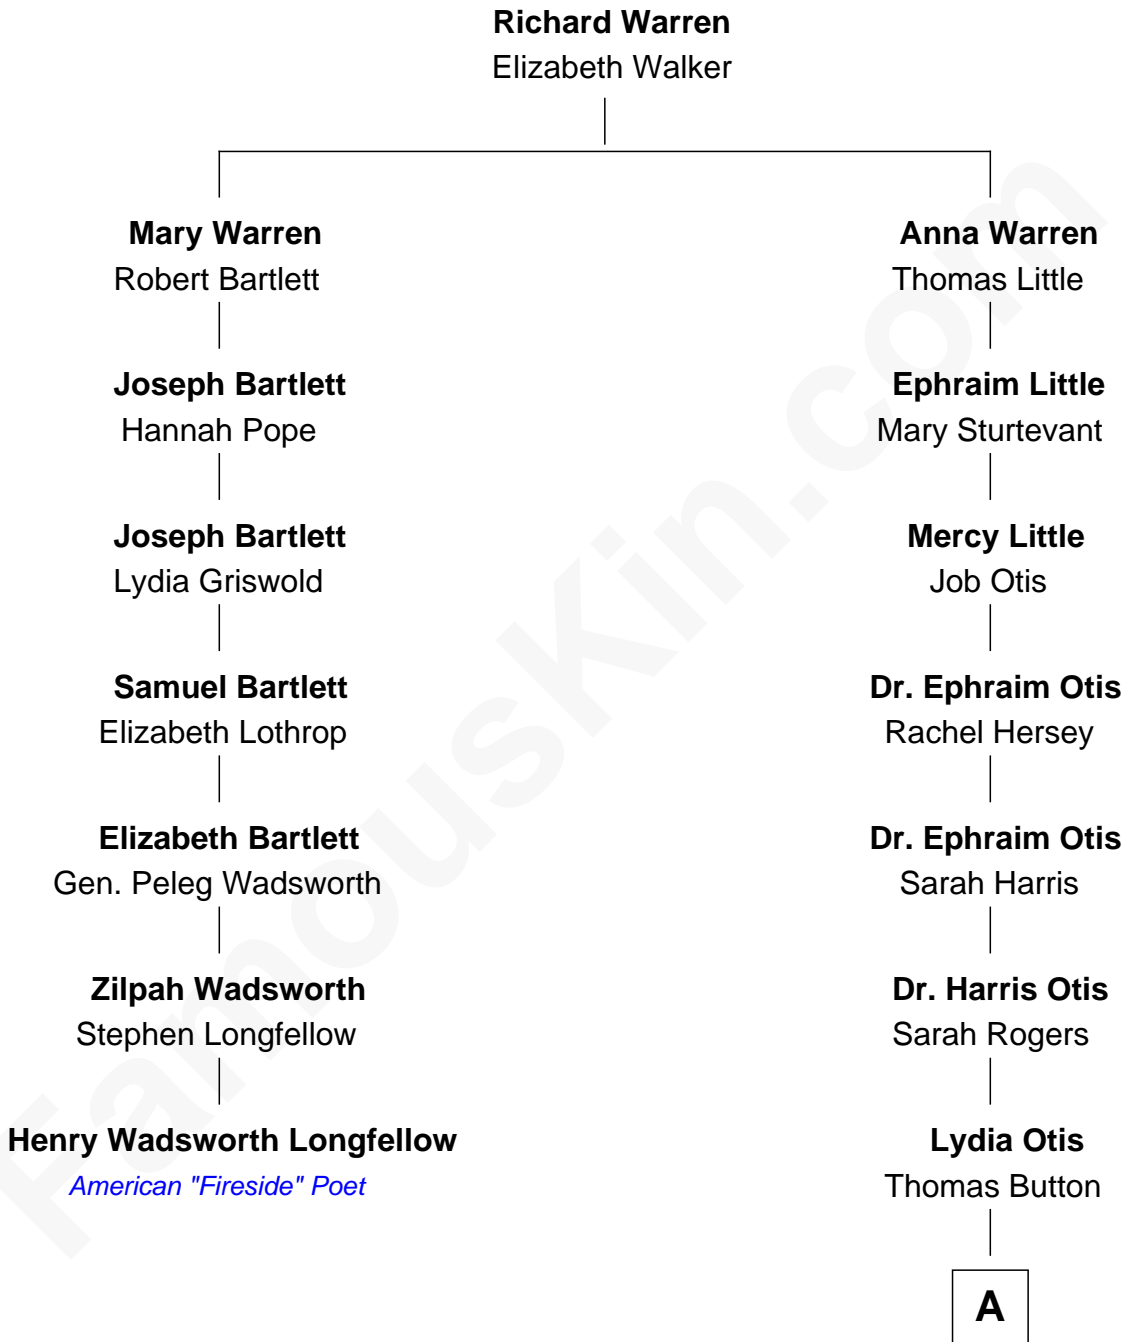 Richard Warren
Elizabeth Walker
Mary Warren
Robert Bartlett
Anna Warren
Thomas Little
Joseph Bartlett
Hannah Pope
Ephraim Little
Mary Sturtevant
Joseph Bartlett
Lydia Griswold
Mercy Little
Job Otis
Samuel Bartlett
Elizabeth Lothrop
Dr. Ephraim Otis
Rachel Hersey
Elizabeth Bartlett
Gen. Peleg Wadsworth
Dr. Ephraim Otis
Sarah Harris
Zilpah Wadsworth
Stephen Longfellow
Dr. Harris Otis
Sarah Rogers
Henry Wadsworth Longfellow
American "Fireside" Poet
Lydia Otis
Thomas Button
A
FamousKin.com